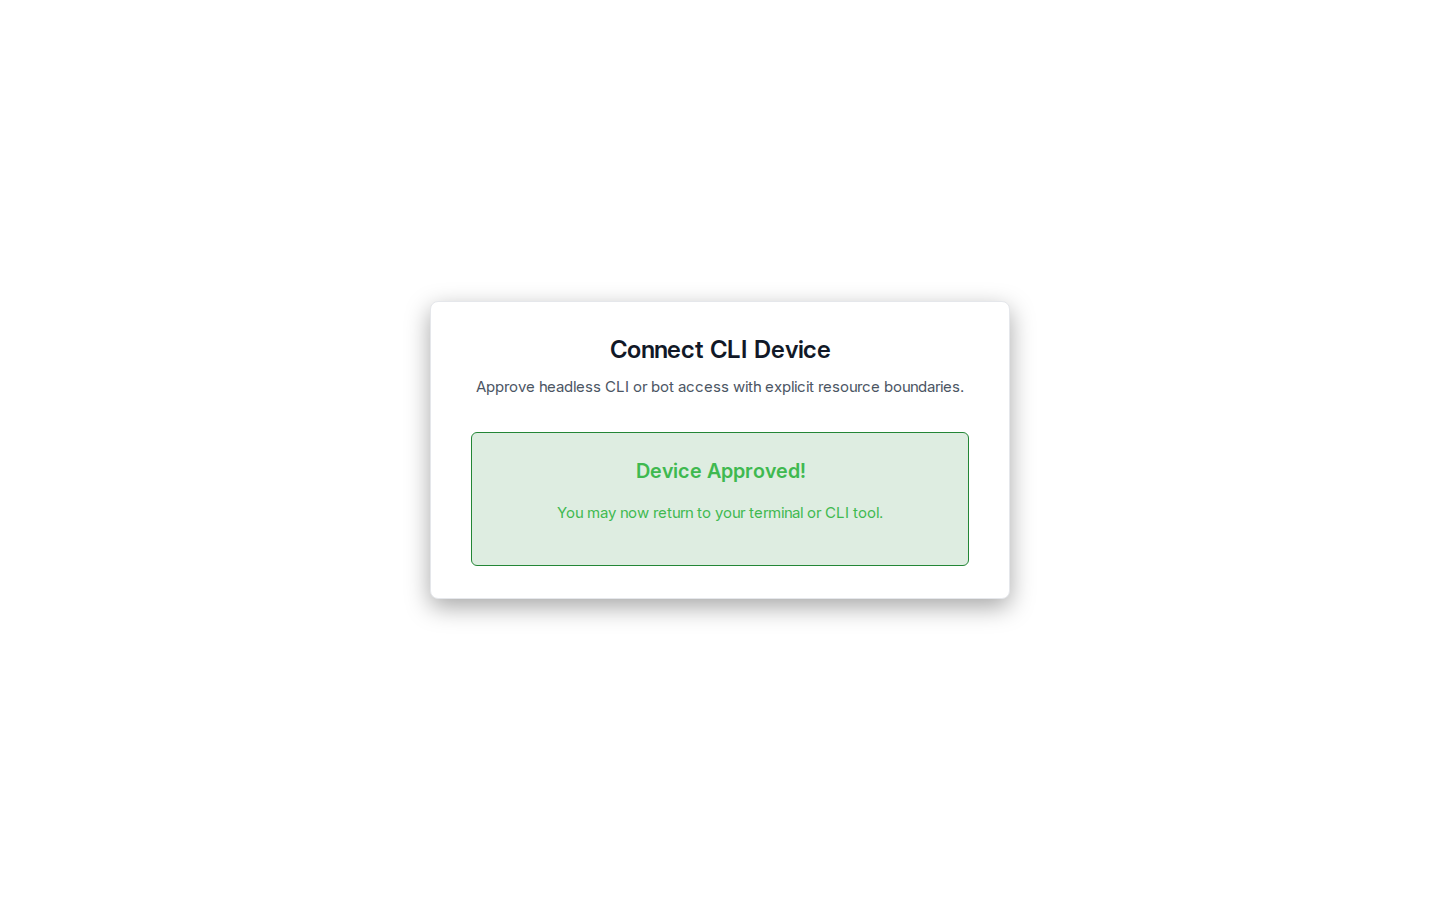 Connect CLI Device
Approve headless CLI or bot access with explicit resource boundaries.
Device Approved!
You may now return to your terminal or CLI tool.